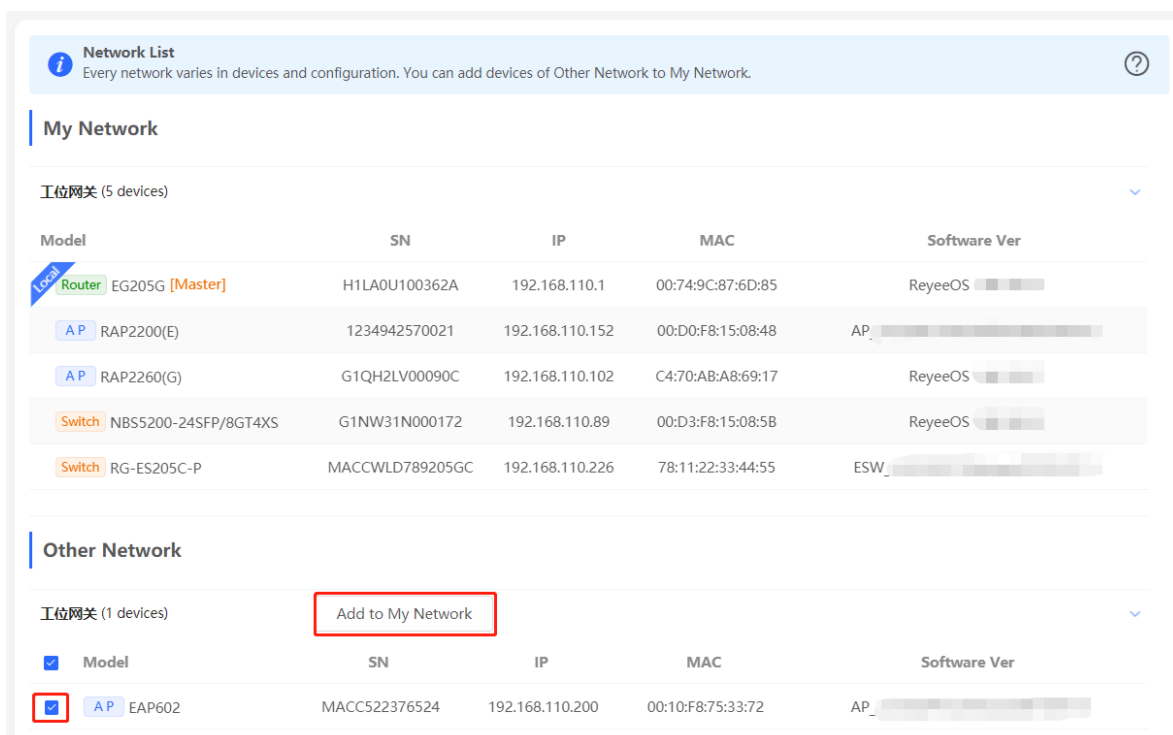 Network List
Every network varies in devices and configuration. You can add devices of Other Network to My Network.
My Network
工位网关 (5 devices)
Model SN IP MAC Software Ver
Local Router EG205G [Master] H1LA0U100362A 192.168.110.1 00:74:9C:87:6D:85 ReyeeOS
AP RAP2200(E) 1234942570021 192.168.110.152 00:D0:F8:15:08:48 AP_
AP RAP2260(G) G1QH2LV00090C 192.168.110.102 C4:70:AB:A8:69:17 ReyeeOS
Switch NBS5200-24SFP/8GT4XS G1NW31N000172 192.168.110.89 00:D3:F8:15:08:5B ReyeeOS
Switch RG-ES205C-P MACCWLD789205GC 192.168.110.226 78:11:22:33:44:55 ESW_
Other Network
工位网关 (1 devices) Add to My Network
Model SN IP MAC Software Ver
AP EAP602 MACC522376524 192.168.110.200 00:10:F8:75:33:72 AP_